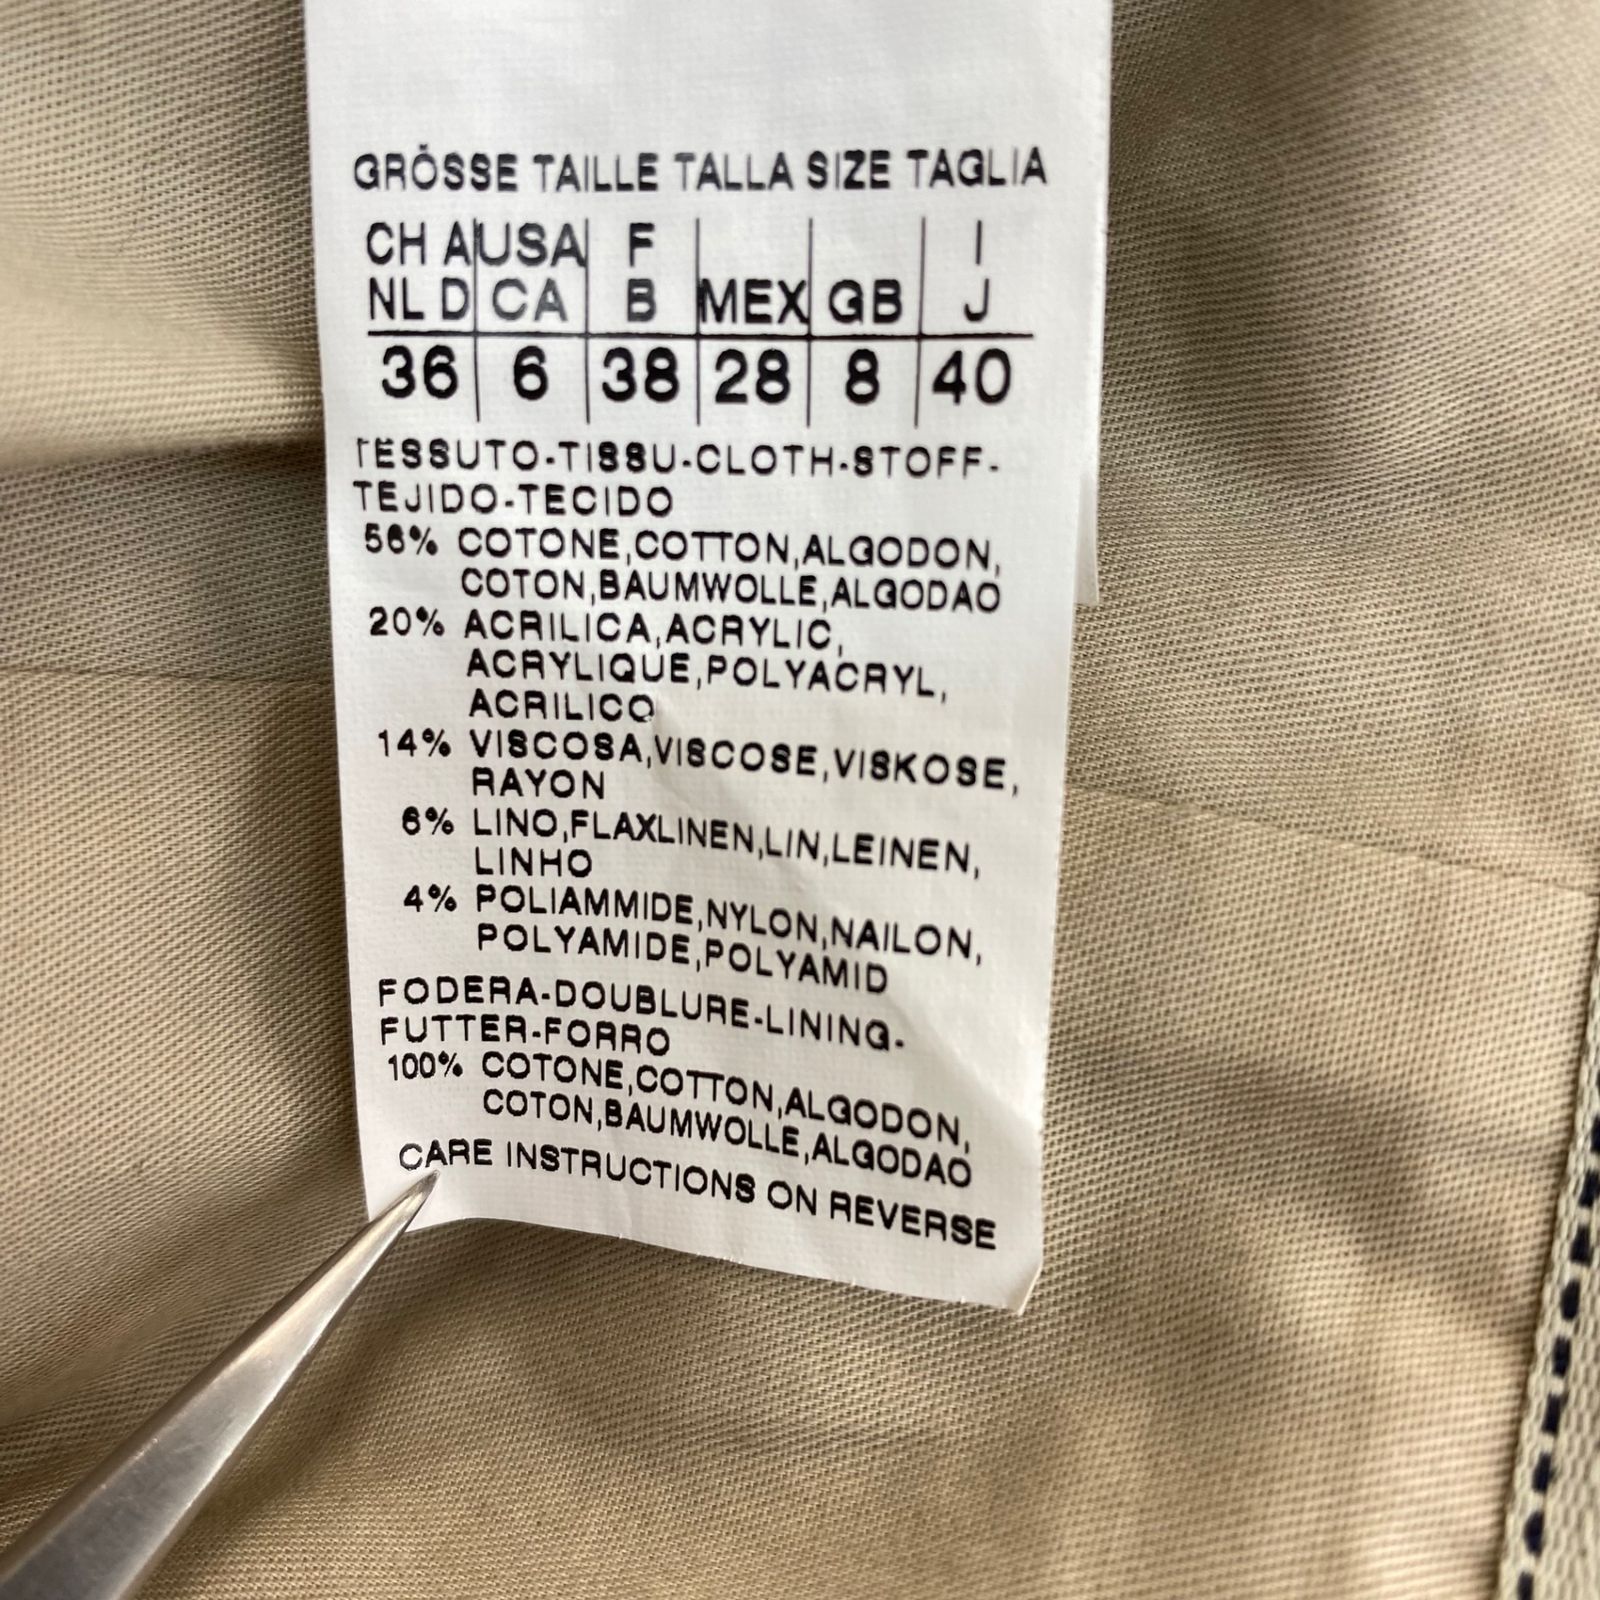 GRÖSSE TAILLE TALLA SIZE TAGLIA
CH A USA F I
NL D CA B MEX GB J
36 6 38 28 8 40
TESSUTO-TISSU-CLOTH-STOFF-
TEJIDO-TECIDO
56% COTONE,COTTON,ALGODON,
COTON,BAUMWOLLE,ALGODAO
20% ACRILICA,ACRYLIC,
ACRYLIQUE,POLYACRYL,
ACRILICO
14% VISCOSA,VISCOSE,VISKOSE,
RAYON
6% LINO,FLAXLINEN,LIN,LEINEN,
LINHO
4% POLIAMMIDE,NYLON,NAILON,
POLYAMIDE,POLYAMID
FODERA-DOUBLURE-LINING-
FUTTER-FORRO
100% COTONE,COTTON,ALGODON,
COTON,BAUMWOLLE,ALGODAO
CARE INSTRUCTIONS ON REVERSE